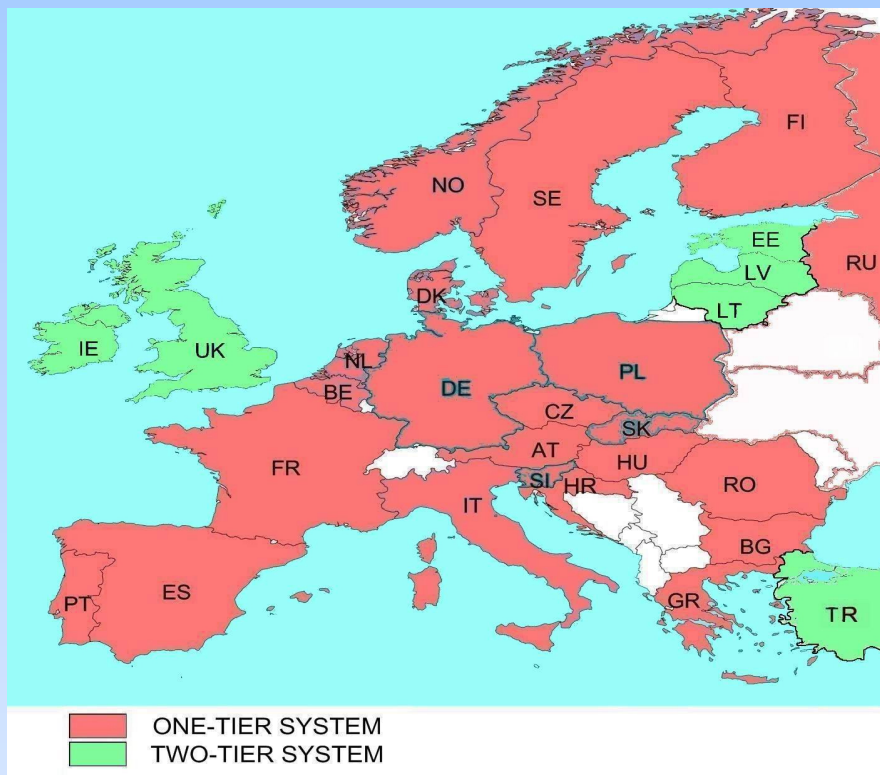 FI
NO
SE
EE
RU
LV
DK
LT
IE
UK
NL
PL
DE
BE
CZ
SK
AT
FR
HU
SI
HR
RO
IT
BG
ES
PT
GR
TR
ONE-TIER SYSTEM
TWO-TIER SYSTEM